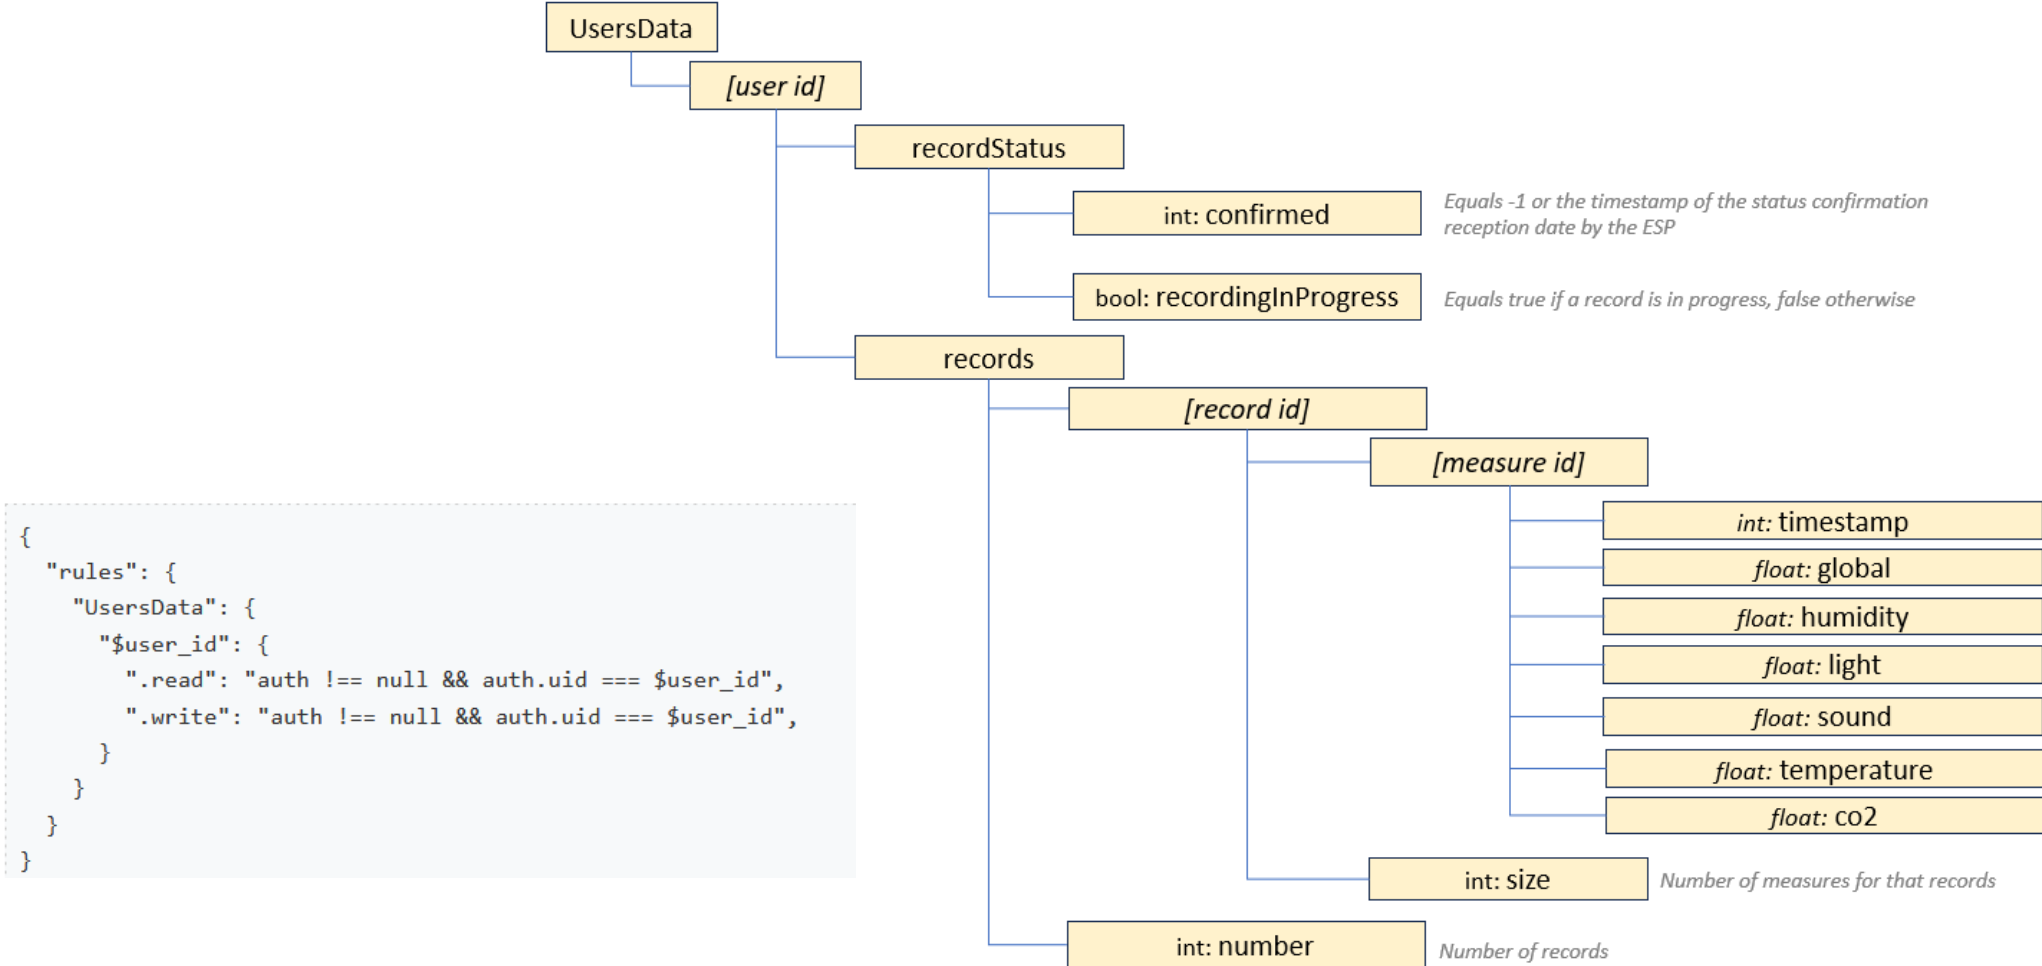 UsersData
[user id]
recordStatus
int: confirmed
Equals -1 or the timestamp of the status confirmation
reception date by the ESP
bool: recordingInProgress
Equals true if a record is in progress, false otherwise
records
[record id]
[measure id]
int: timestamp
float: global
float: humidity
float: light
float: sound
float: temperature
float: co2
int: size
Number of measures for that records
int: number
Number of records
{
"rules": {
"UsersData": {
"$user_id": {
".read": "auth !== null && auth.uid === $user_id",
".write": "auth !== null && auth.uid === $user_id",
}
}
}
}